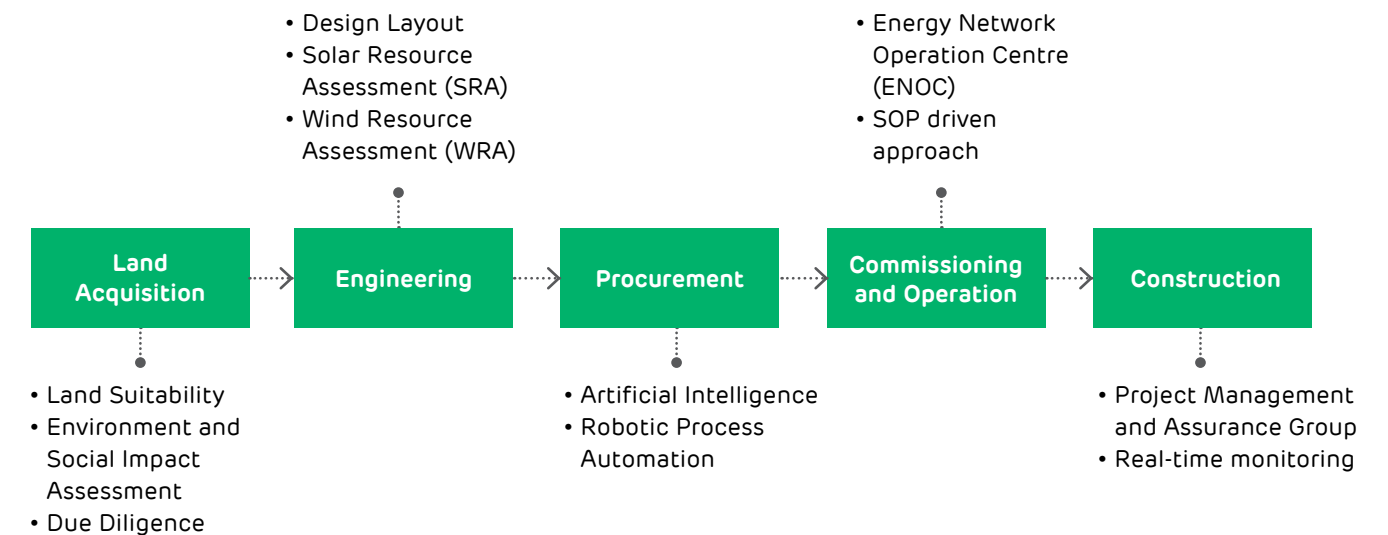 • Design Layout
• Solar Resource
Assessment (SRA)
• Wind Resource
Assessment (WRA)
• Energy Network
Operation Centre
(ENOC)
• SOP driven
approach
Land
Acquisition
Engineering
Procurement
Commissioning
and Operation
Construction
• Land Suitability
• Environment and
Social Impact
Assessment
• Due Diligence
• Artificial Intelligence
• Robotic Process
Automation
• Project Management
and Assurance Group
• Real-time monitoring